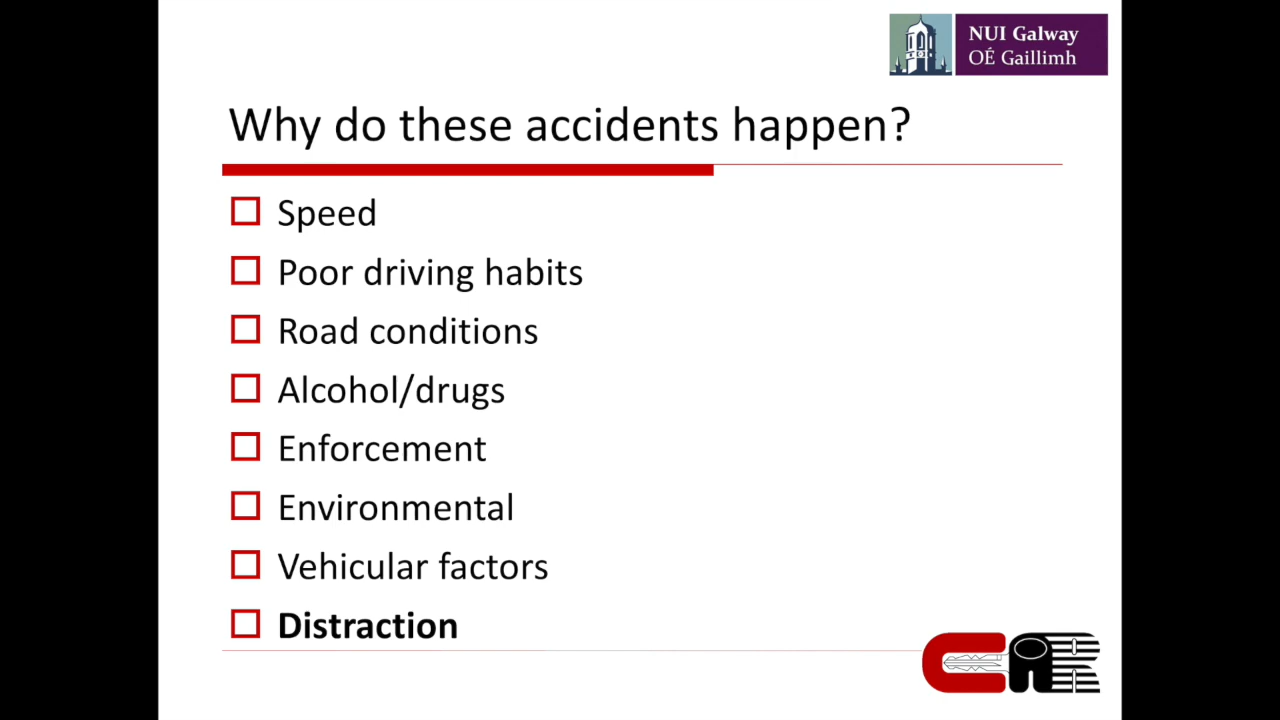 NUI Galway
OÉ Gaillimh
Why do these accidents happen?
Speed
Poor driving habits
Road conditions
Alcohol/drugs
Enforcement
Environmental
Vehicular factors
Distraction
CAR